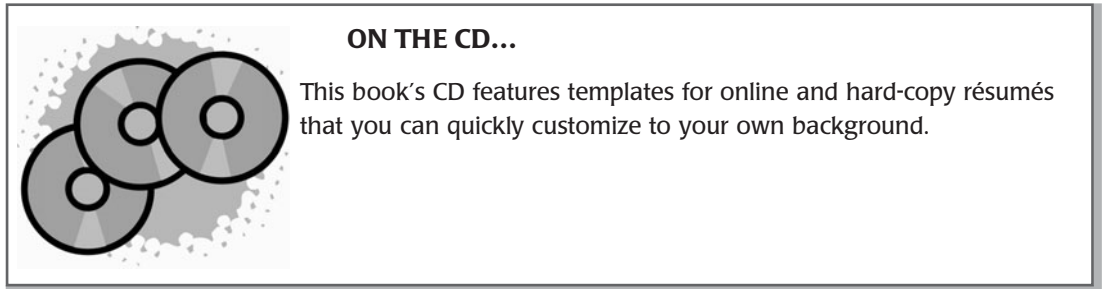 ON THE CD...
This book's CD features templates for online and hard-copy résumés
that you can quickly customize to your own background.